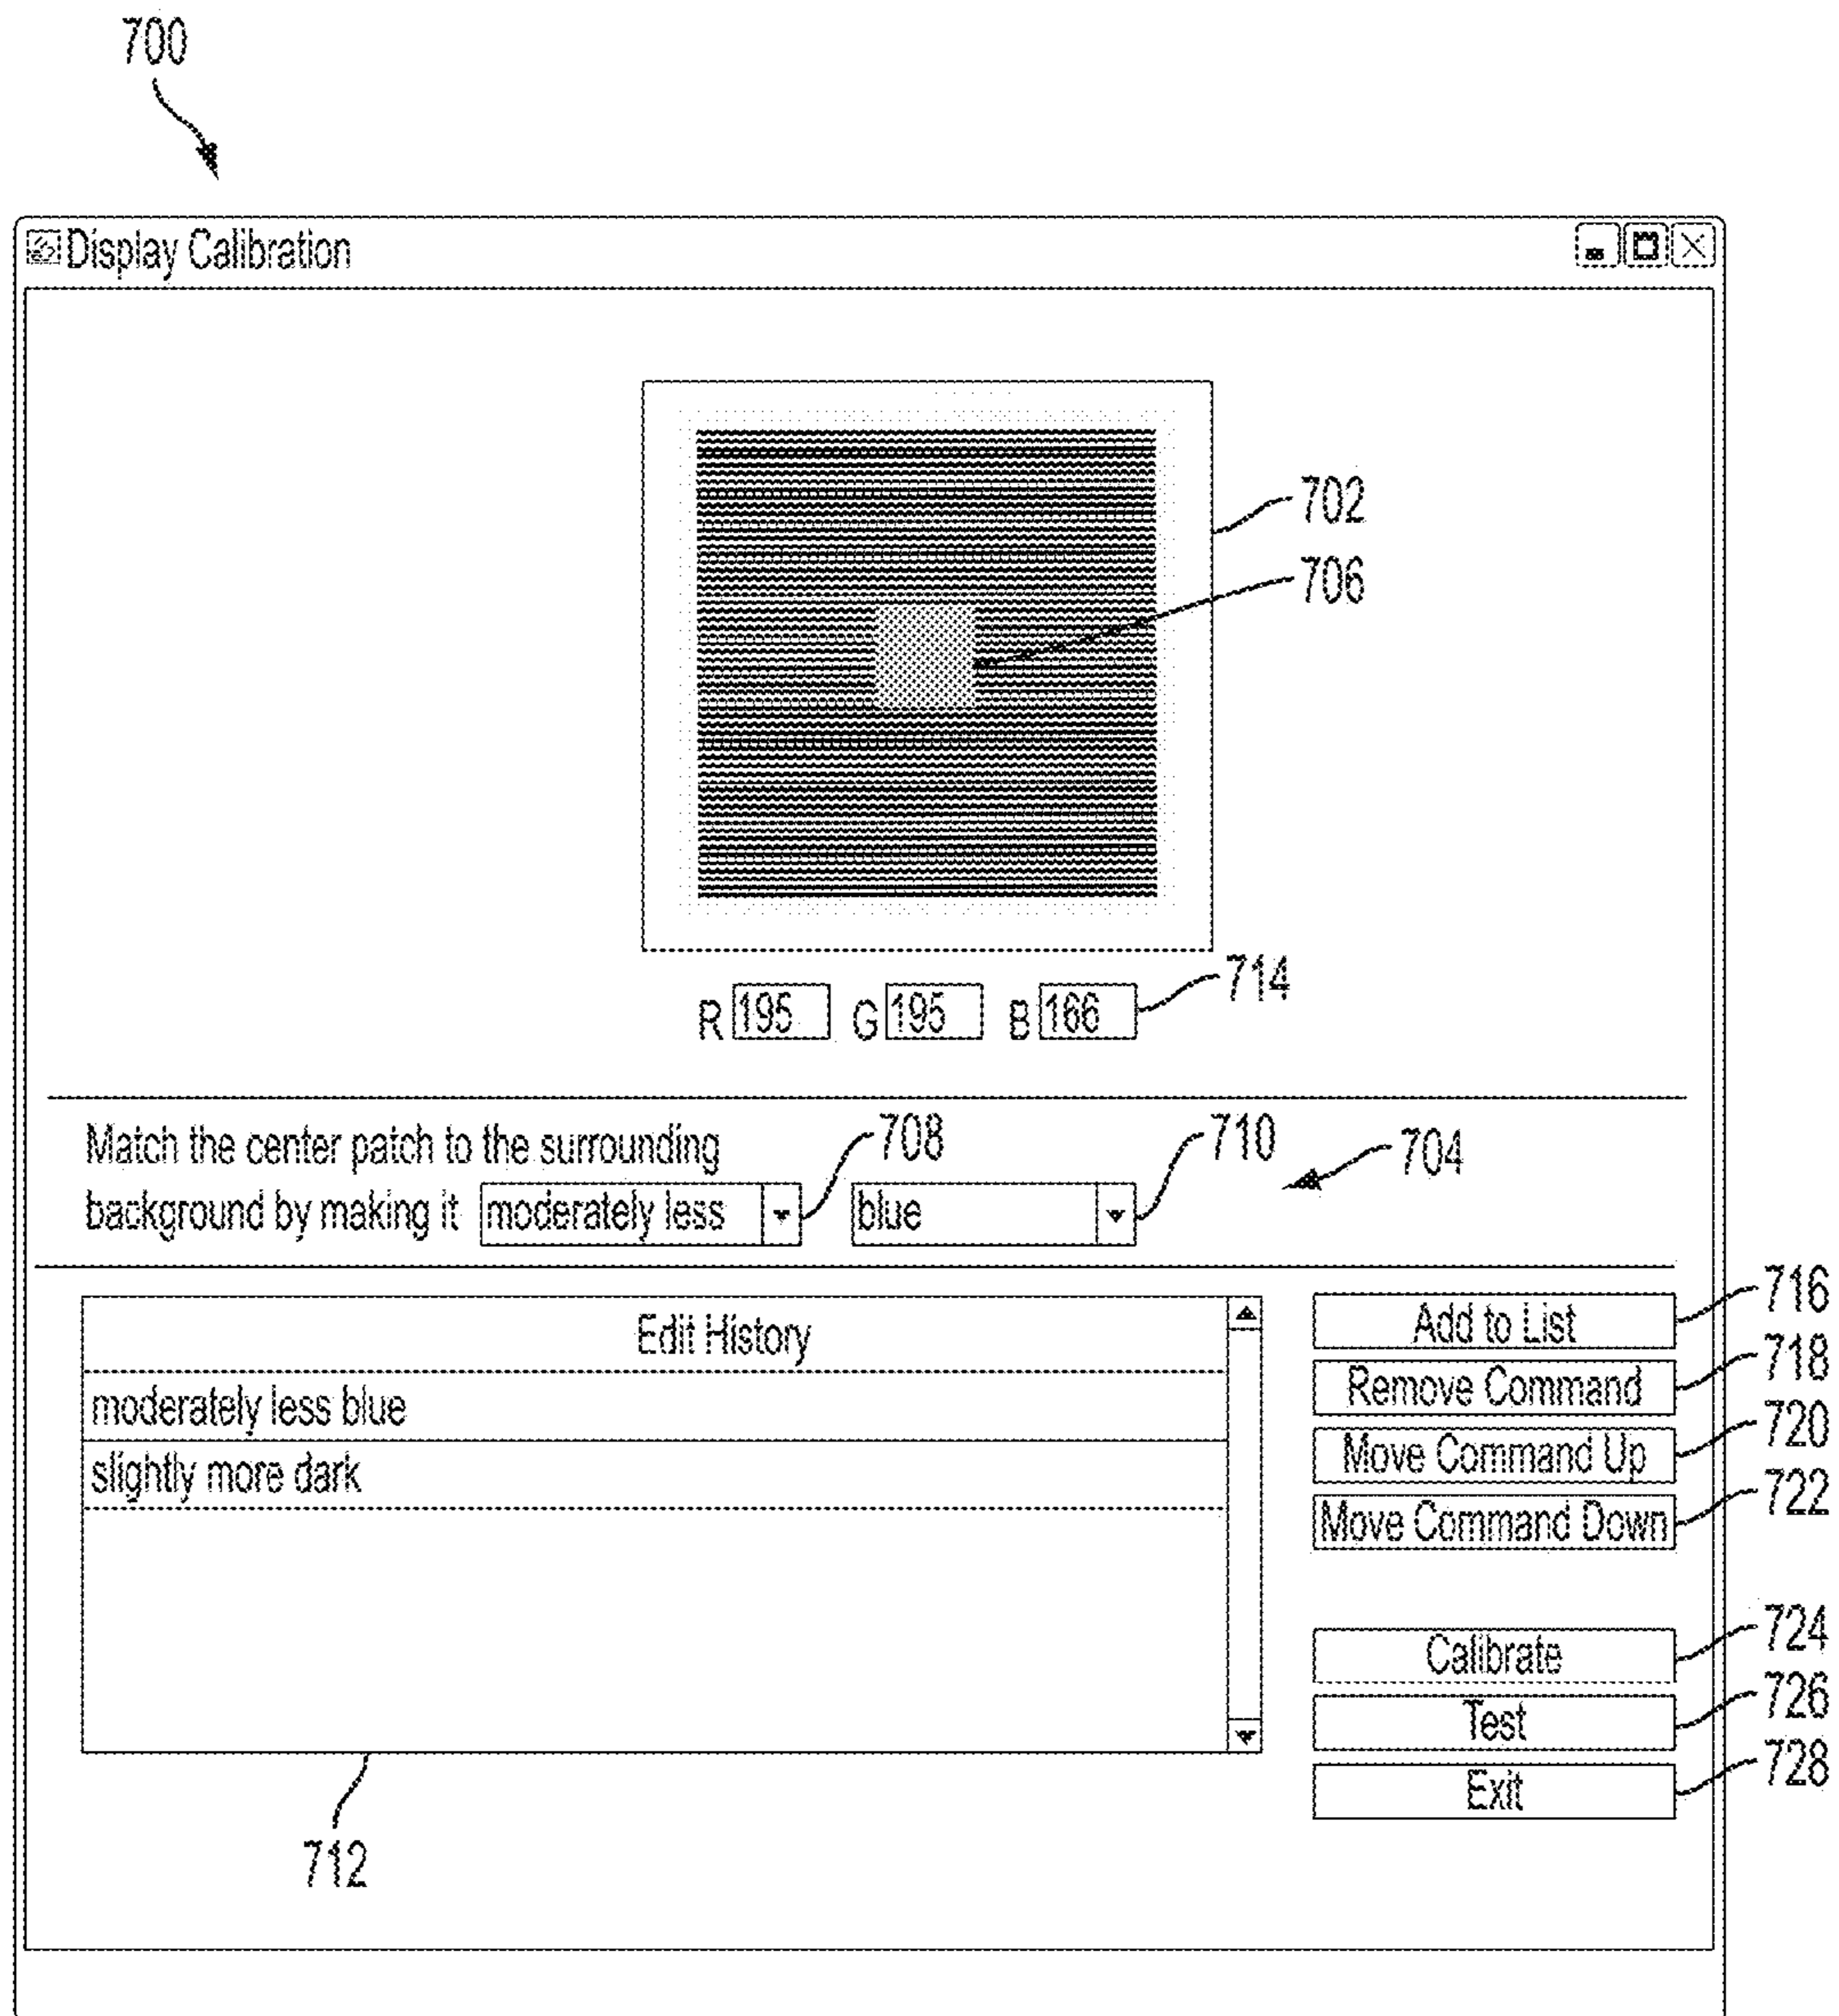 700
Display Calibration
702
706
714
R 195 G 195 B 166
Match the center patch to the surrounding
background by making it moderately less blue
708
710
704
Edit History
moderately less blue
slightly more dark
712
Add to List 716
Remove Command 718
Move Command Up 720
Move Command Down 722
Calibrate 724
Test 726
Exit 728